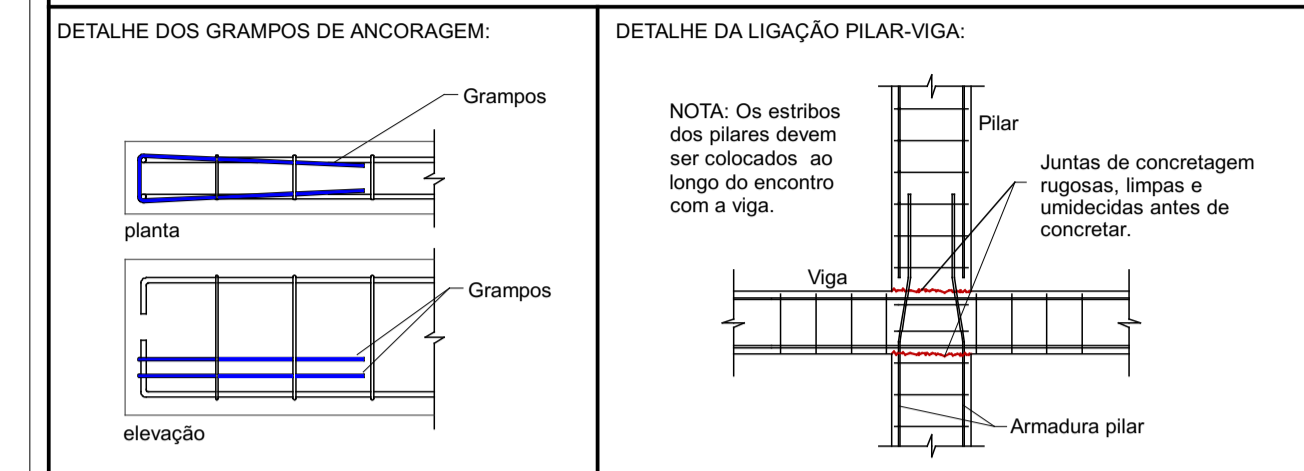 DETALHE DOS GRAMPOS DE ANCORAGEM:
Grampos
planta
Grampos
elevação
DETALHE DA LIGAÇÃO PILAR-VIGA:
NOTA: Os estribos
dos pilares devem
ser colocados ao
longo do encontro
com a viga.
Pilar
Juntas de concretagem
rugosas, limpas e
umidecidas antes de
concretar.
Viga
Armadura pilar